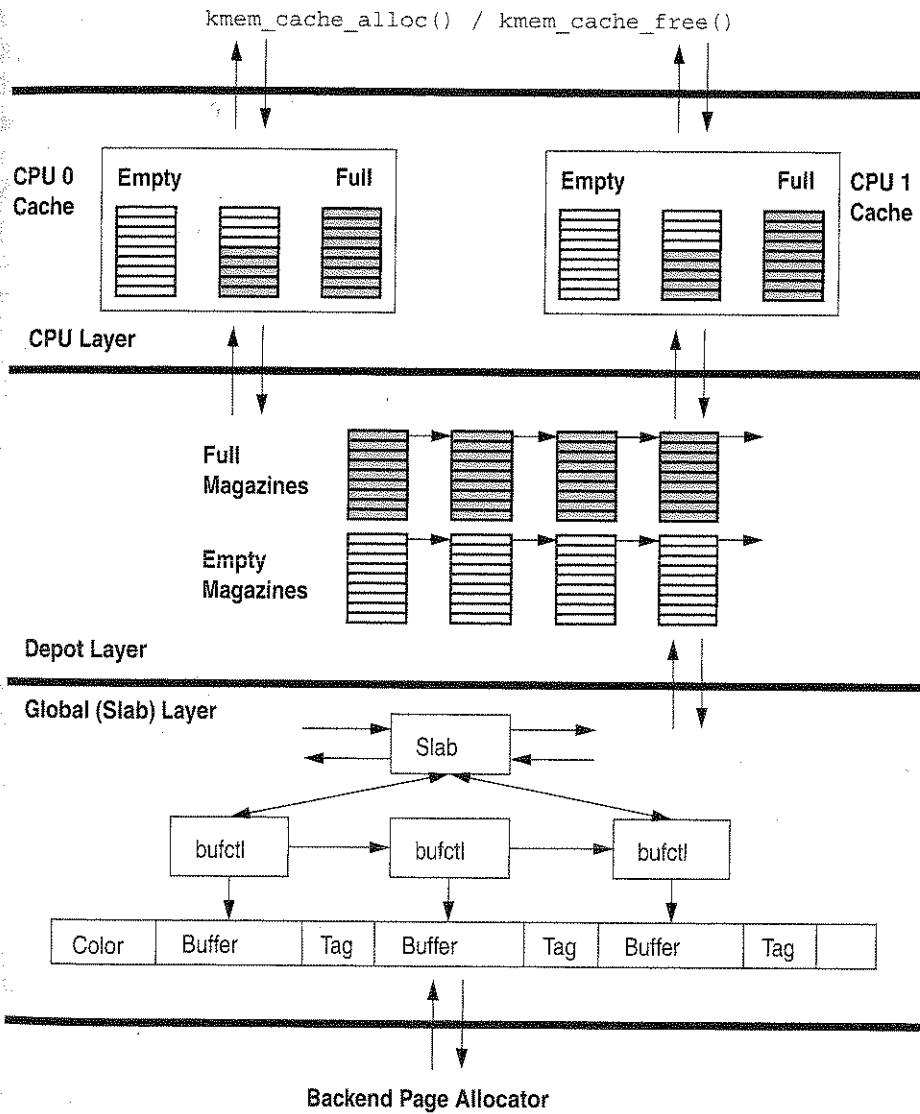 kmem_cache_alloc() / kmem_cache_free()
CPU 0
Cache
Empty
Full
Empty
Full
CPU 1
Cache
CPU Layer
Full
Magazines
Empty
Magazines
Depot Layer
Global (Slab) Layer
Slab
bufctl
bufctl
bufctl
Color
Buffer
Tag
Buffer
Tag
Buffer
Tag
Backend Page Allocator